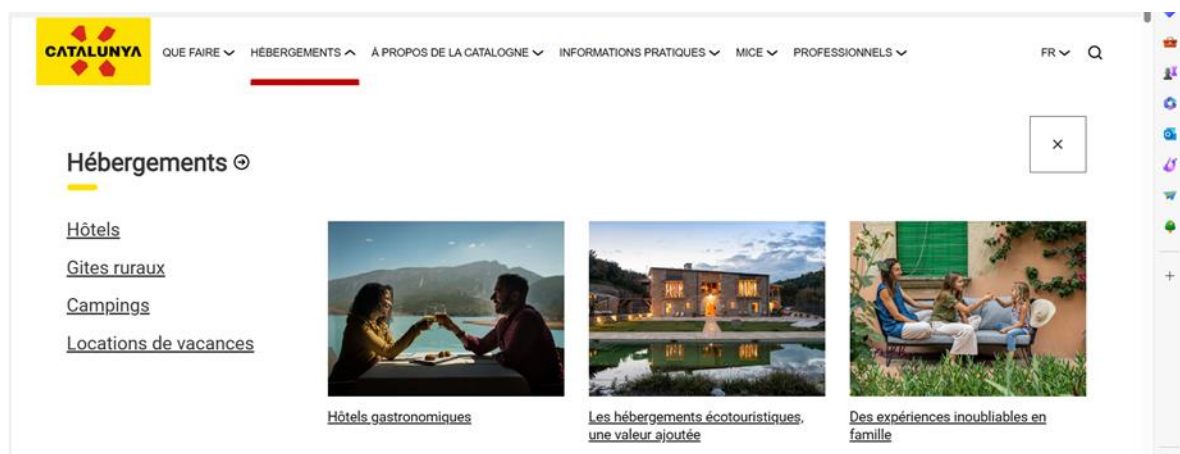 CATALUNYA
QUE FAIRE
HÉBERGEMENTS
À PROPOS DE LA CATALOGNE
INFORMATIONS PRATIQUES
MICE
PROFESSIONNELS
FR
Hébergements
Hôtels
Gites ruraux
Campings
Locations de vacances
Hôtels gastronomiques
Les hébergements écotouristiques,
une valeur ajoutée
Des expériences inoubliables en
famille